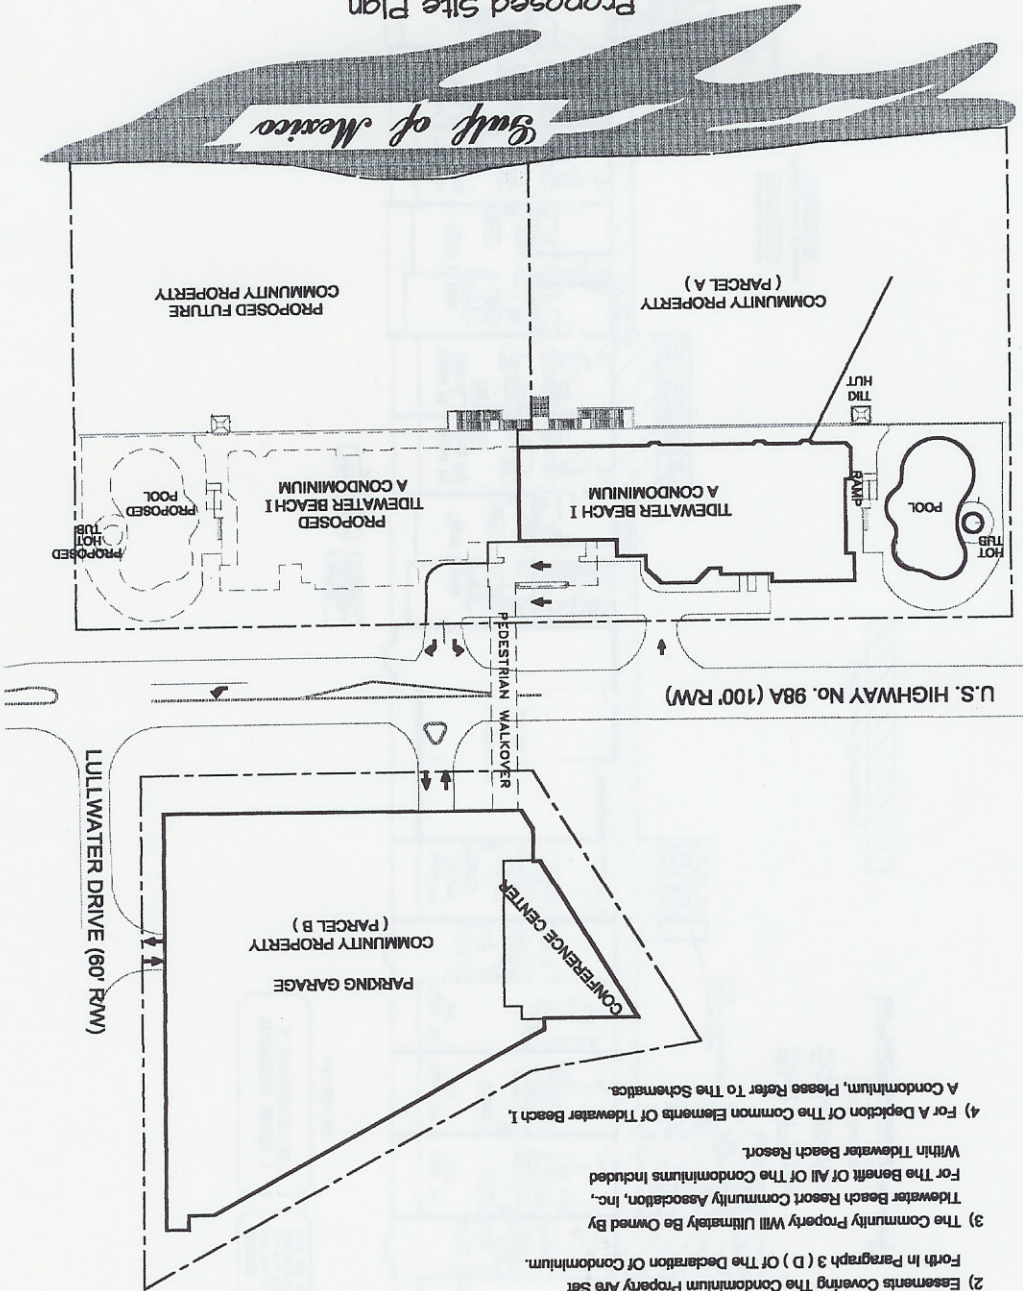 2) Easements Covering The Condominium Property Are Set
Forth In Paragraph 3 ( D ) Of The Declaration Of Condominium.
3) The Community Property Will Ultimately Be Owned By
Tidewater Beach Resort Community Association, Inc.,
For The Benefit Of All Of The Condominiums Included
Within Tidewater Beach Resort.
4) For A Depiction Of The Common Elements Of Tidewater Beach I,
A Condominium, Please Refer To The Schematics.
CONFERENCE CENTER
PARKING GARAGE
COMMUNITY PROPERTY
( PARCEL B )
LULLWATER DRIVE (60' R/W)
PEDESTRIAN WALKOVER
U.S. HIGHWAY No. 98A (100' R/W)
HOT
TUB
POOL
RAMP
TIDEWATER BEACH I
A CONDOMINIUM
PROPOSED
TIDEWATER BEACH I
A CONDOMINIUM
PROPOSED
HOT
TUB
PROPOSED
POOL
TIKI
HUT
COMMUNITY PROPERTY
( PARCEL A )
PROPOSED FUTURE
COMMUNITY PROPERTY
Gulf of Mexico
Proposed Site Plan